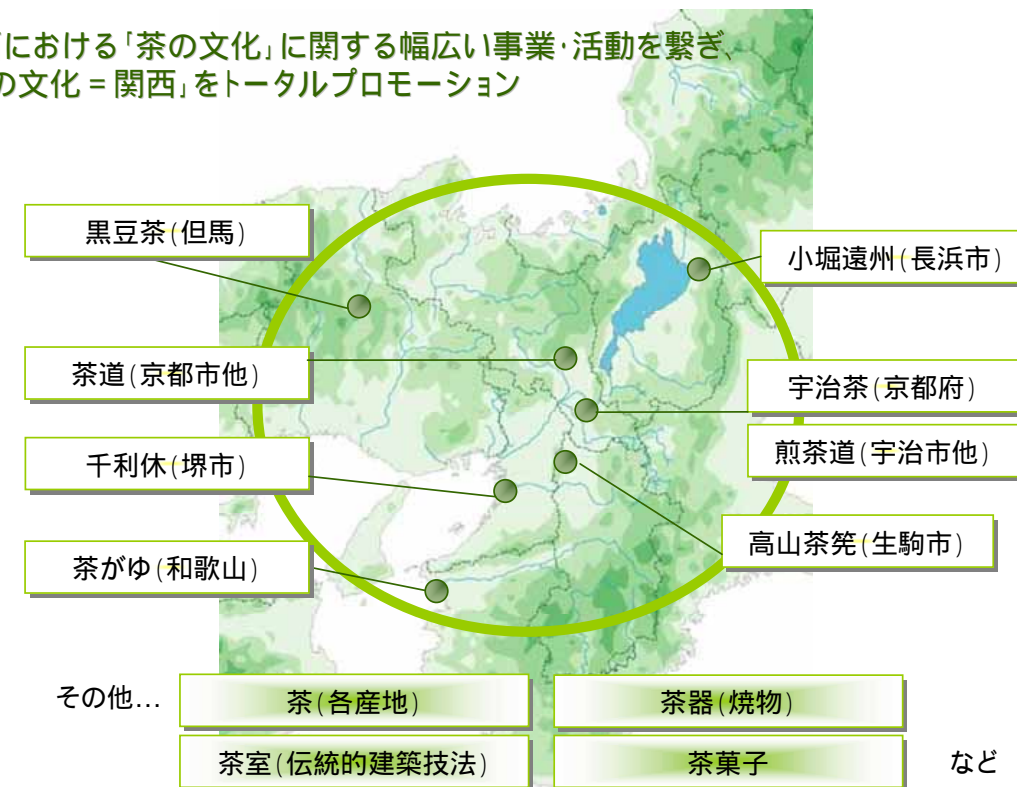 における「茶の文化」に関する幅広い事業・活動を繋ぎ、
の文化＝関西」をトータルプロモーション
黒豆茶(但馬)
小堀遠州(長浜市)
茶道(京都市他)
宇治茶(京都府)
千利休(堺市)
煎茶道(宇治市他)
高山茶筅(生駒市)
茶がゆ(和歌山)
その他…
茶(各産地)
茶器(焼物)
茶室(伝統的建築技法)
茶菓子
など